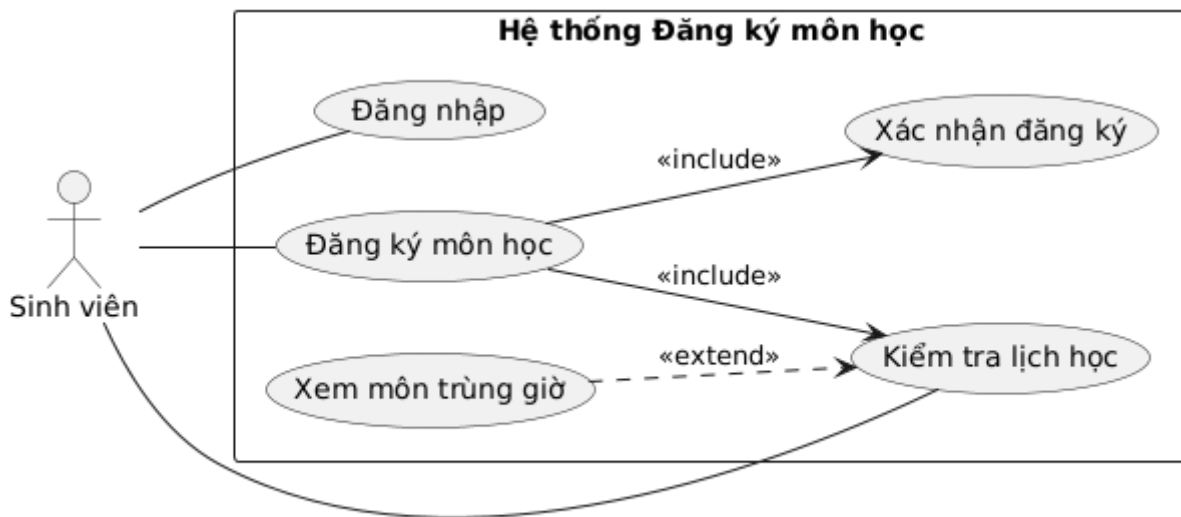 Hệ thống Đăng ký môn học
Đăng nhập
Xác nhận đăng ký
«include»
Đăng ký môn học
«include»
Sinh viên
«extend»
Kiểm tra lịch học
Xem môn trùng giờ